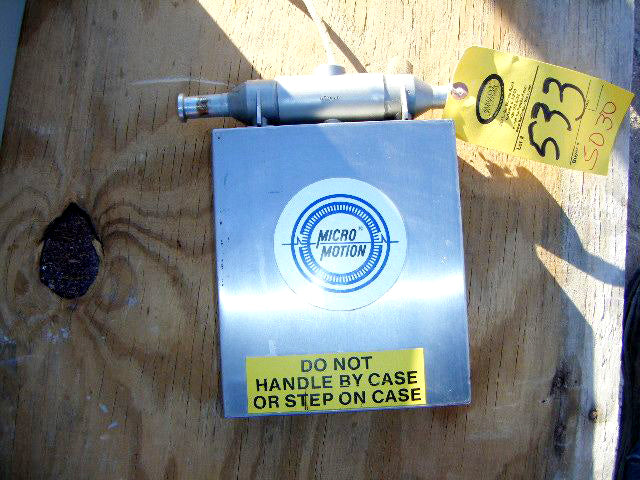 533
5030
MICRO
MOTION
DO NOT
HANDLE BY CASE
OR STEP ON CASE